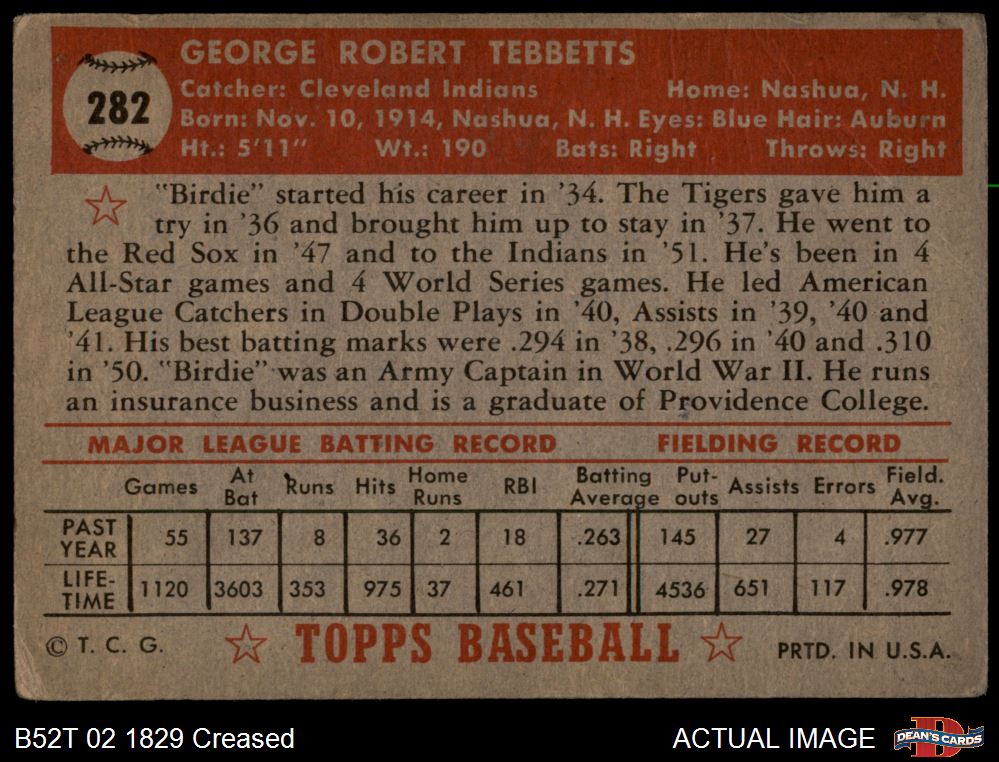 282
GEORGE ROBERT TEBBETTS
Catcher: Cleveland Indians Home: Nashua, N. H.
Born: Nov. 10, 1914, Nashua, N. H. Eyes: Blue Hair: Auburn
Ht.: 5'11" Wt.: 190 Bats: Right Throws: Right
"Birdie" started his career in '34. The Tigers gave him a
try in '36 and brought him up to stay in '37. He went to
the Red Sox in '47 and to the Indians in '51. He's been in 4
All-Star games and 4 World Series games. He led American
League Catchers in Double Plays in '40, Assists in '39, '40 and
'41. His best batting marks were .294 in '38, .296 in '40 and .310
in '50. "Birdie" was an Army Captain in World War II. He runs
an insurance business and is a graduate of Providence College.
MAJOR LEAGUE BATTING RECORD FIELDING RECORD
Games At Bat Runs Hits Home Runs RBI Batting Average Put-outs Assists Errors Field. Avg.
PAST YEAR 55 137 8 36 2 18 .263 145 27 4 .977
LIFE-TIME 1120 3603 353 975 37 461 .271 4536 651 117 .978
© T. C. G. TOPPS BASEBALL PRTD. IN U.S.A.
B52T 02 1829 Creased ACTUAL IMAGE D DEAN'S CARDS